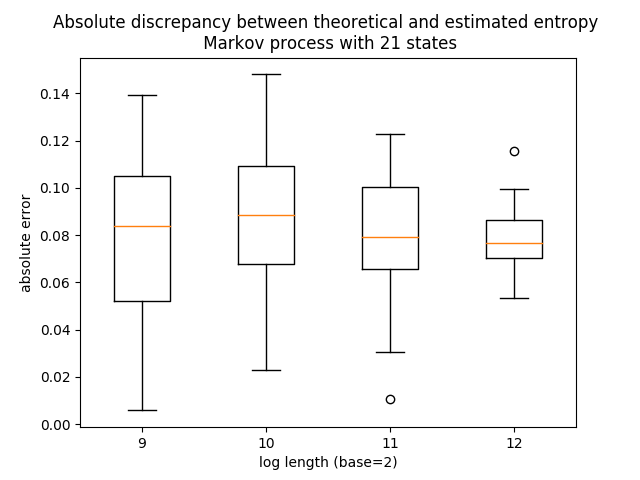 Absolute discrepancy between theoretical and estimated entropy
Markov process with 21 states
absolute error
0.14
0.12
0.10
0.08
0.06
0.04
0.02
0.00
9 10 11 12
log length (base=2)